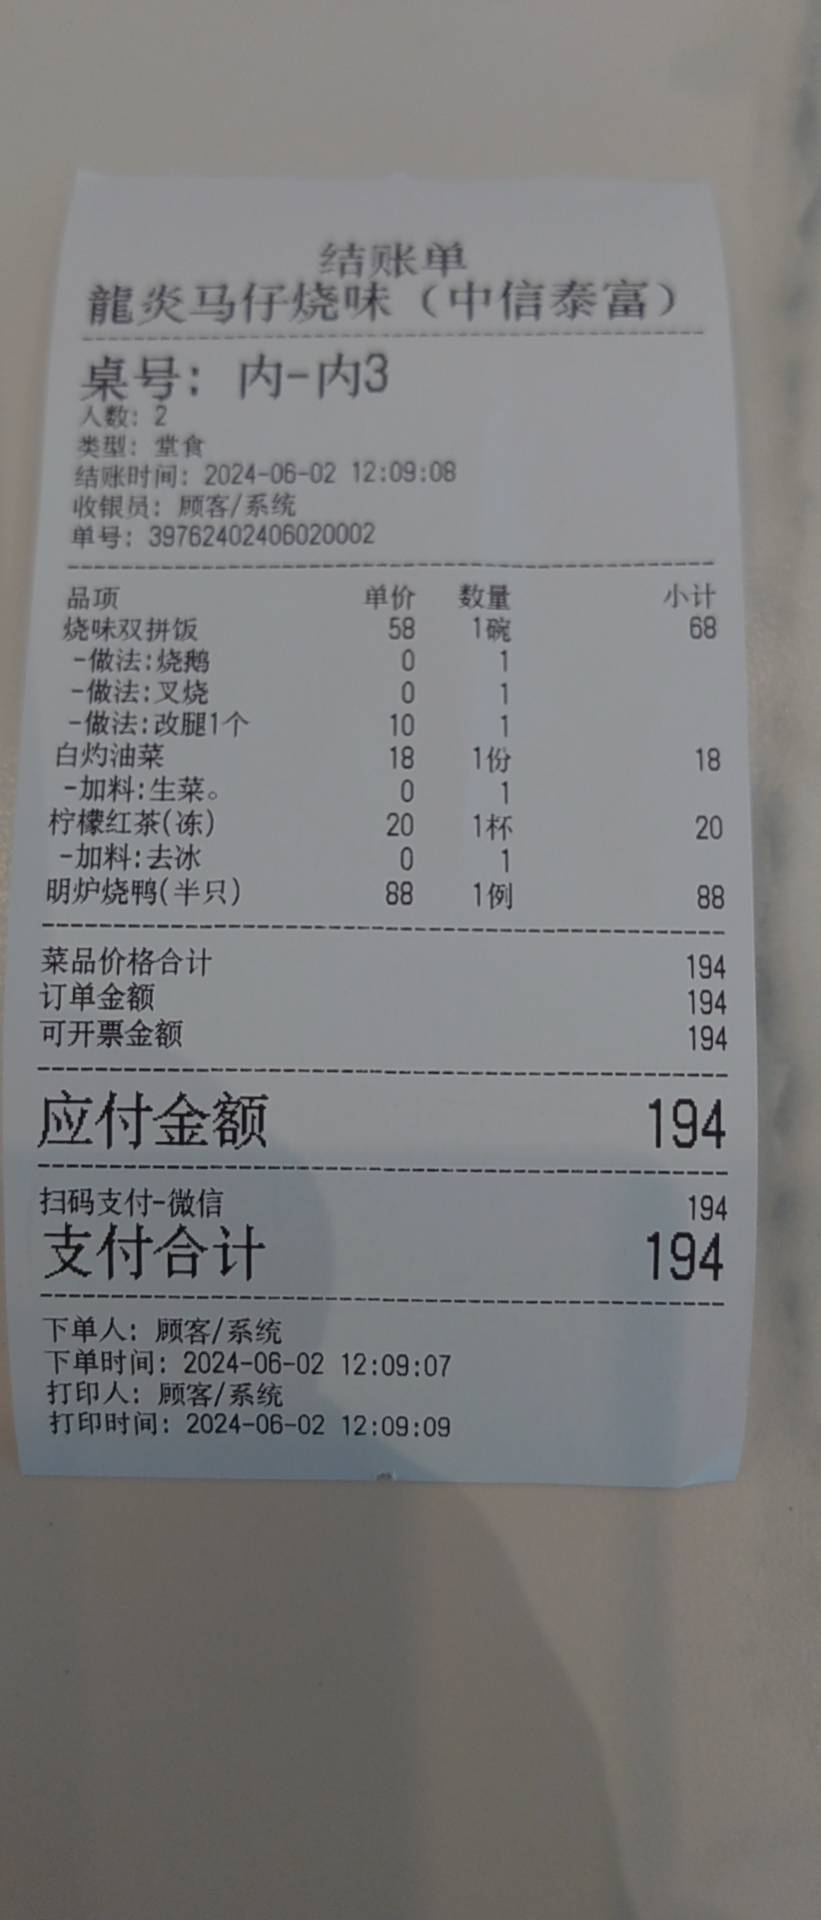 结账单
龍炎马仔烧味（中信泰富）
桌号: 内-内3
人数: 2
类型: 堂食
结账时间: 2024-06-02 12:09:08
收银员: 顾客/系统
单号: 39762402406020002
品项 单价 数量 小计
烧味双拼饭 58 1碗 68
-做法:烧鹅 0 1
-做法:叉烧 0 1
-做法:改腿1个 10 1
白灼油菜 18 1份 18
-加料:生菜。 0 1
柠檬红茶(冻) 20 1杯 20
-加料:去冰 0 1
明炉烧鸭(半只) 88 1例 88
菜品价格合计 194
订单金额 194
可开票金额 194
应付金额 194
扫码支付-微信 194
支付合计 194
下单人: 顾客/系统
下单时间: 2024-06-02 12:09:07
打印人: 顾客/系统
打印时间: 2024-06-02 12:09:09